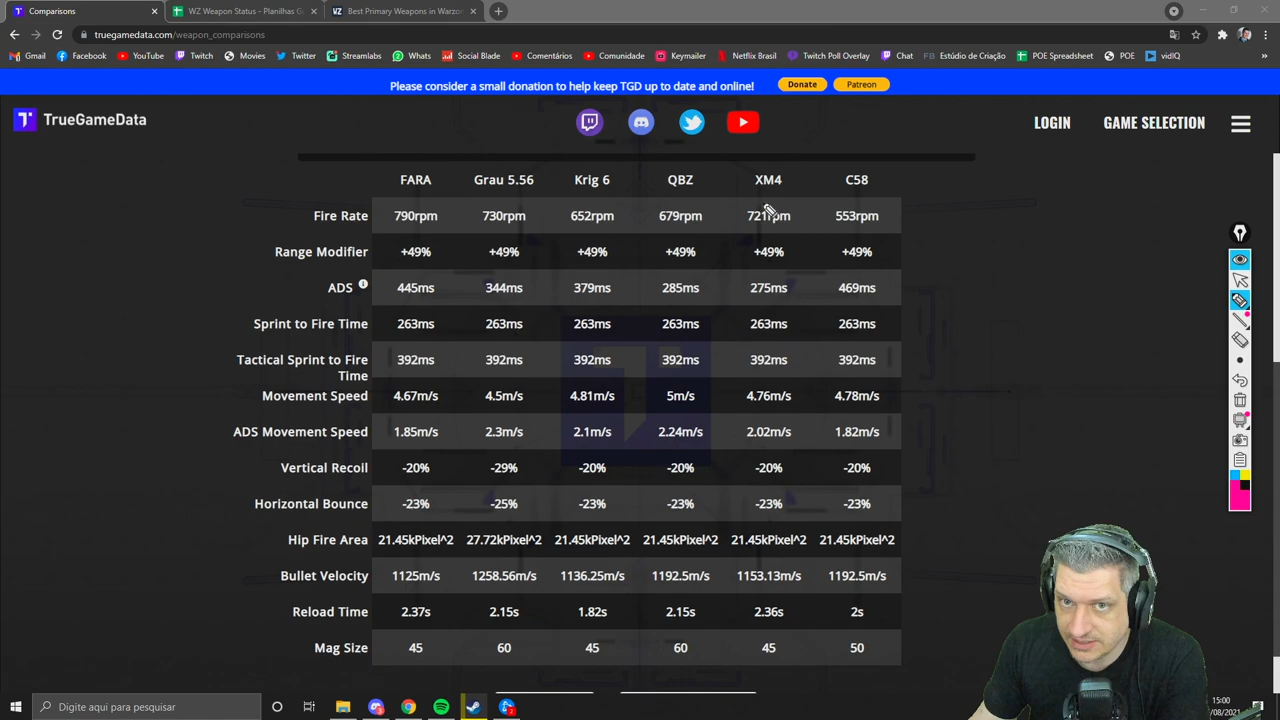 Comparisons
WZ Weapon Status - Planilhas G
Best Primary Weapons in Warzor
truegamedata.com/weapon_comparisons
Gmail Facebook YouTube Twitch Movies Twitter Streamlabs Whats Social Blade Comentários Comunidade Keymailer Netflix Brasil Twitch Poll Overlay Chat Estúdio de Criação POE Spreadsheet POE vidIQ
Please consider a small donation to help keep TGD up to date and online! Donate Patreon
TrueGameData LOGIN GAME SELECTION
FARA Grau 5.56 Krig 6 QBZ XM4 C58
Fire Rate 790rpm 730rpm 652rpm 679rpm 721rpm 553rpm
Range Modifier +49% +49% +49% +49% +49% +49%
ADS 445ms 344ms 379ms 285ms 275ms 469ms
Sprint to Fire Time 263ms 263ms 263ms 263ms 263ms 263ms
Tactical Sprint to Fire 392ms 392ms 392ms 392ms 392ms 392ms
Time
Movement Speed 4.67m/s 4.5m/s 4.81m/s 5m/s 4.76m/s 4.78m/s
ADS Movement Speed 1.85m/s 2.3m/s 2.1m/s 2.24m/s 2.02m/s 1.82m/s
Vertical Recoil -20% -29% -20% -20% -20% -20%
Horizontal Bounce -23% -25% -23% -23% -23% -23%
Hip Fire Area 21.45kPixel^2 27.72kPixel^2 21.45kPixel^2 21.45kPixel^2 21.45kPixel^2 21.45kPixel^2
Bullet Velocity 1125m/s 1258.56m/s 1136.25m/s 1192.5m/s 1153.13m/s 1192.5m/s
Reload Time 2.37s 2.15s 1.82s 2.15s 2.36s 2s
Mag Size 45 60 45 60 45 50
Digite aqui para pesquisar
15:00
/08/2021